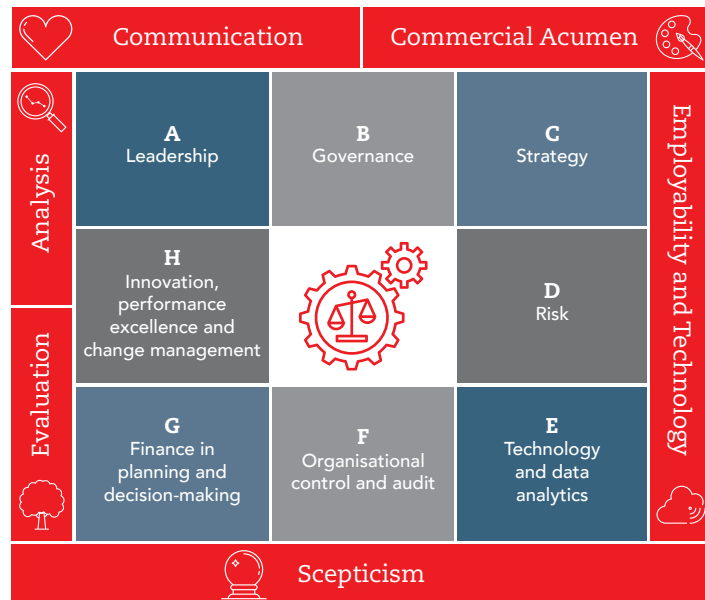 Communication
Commercial Acumen
Analysis
Evaluation
A
Leadership
B
Governance
C
Strategy
H
Innovation,
performance
excellence and
change management
D
Risk
G
Finance in
planning and
decision-making
F
Organisational
control and audit
E
Technology
and data
analytics
Employability and Technology
Scepticism